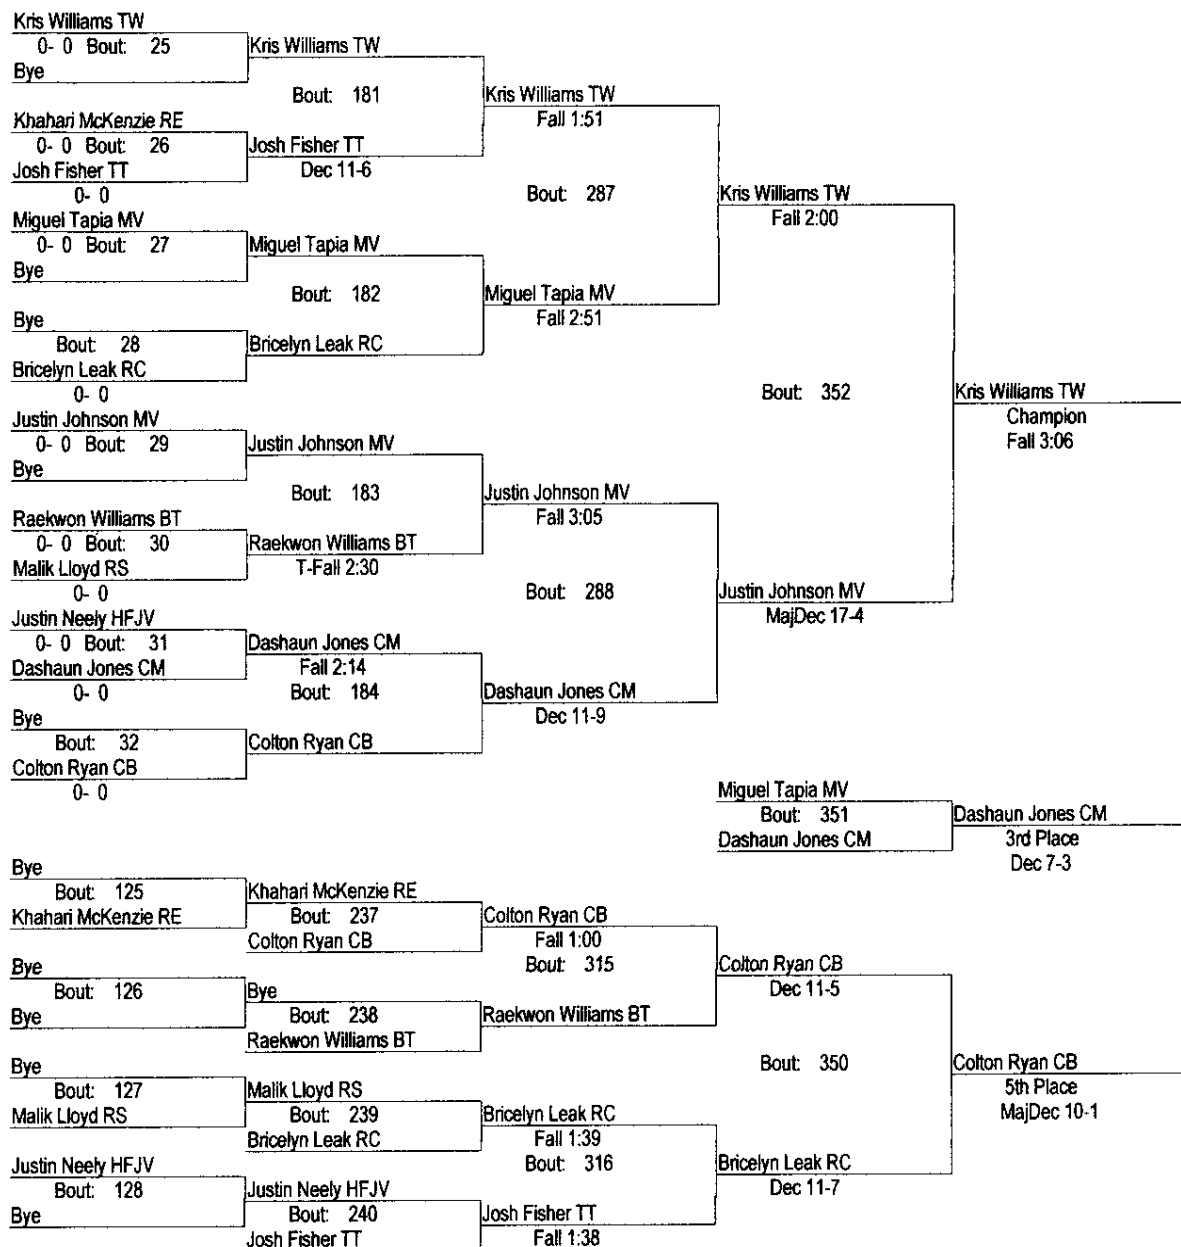 Kris Williams TW
0- 0 Bout: 25
Bye
Kris Williams TW
Bout: 181
Khahari McKenzie RE
0- 0 Bout: 26
Josh Fisher TT
0- 0
Josh Fisher TT
Dec 11-6
Kris Williams TW
Fall 1:51
Bout: 287
Miguel Tapia MV
0- 0 Bout: 27
Bye
Miguel Tapia MV
Bout: 182
Bye
Bout: 28
Bricelyn Leak RC
0- 0
Bricelyn Leak RC
Miguel Tapia MV
Fall 2:51
Kris Williams TW
Fall 2:00
Bout: 352
Justin Johnson MV
0- 0 Bout: 29
Bye
Justin Johnson MV
Bout: 183
Raekwon Williams BT
0- 0 Bout: 30
Malik Lloyd RS
0- 0
Raekwon Williams BT
T-Fall 2:30
Justin Johnson MV
Fall 3:05
Bout: 288
Justin Neely HFJV
0- 0 Bout: 31
Dashaun Jones CM
0- 0
Dashaun Jones CM
Fall 2:14
Bout: 184
Bye
Bout: 32
Colton Ryan CB
0- 0
Colton Ryan CB
Dashaun Jones CM
Dec 11-9
Justin Johnson MV
MajDec 17-4
Kris Williams TW
Champion
Fall 3:06
Miguel Tapia MV
Bout: 351
Dashaun Jones CM
Dashaun Jones CM
3rd Place
Dec 7-3
Bye
Bout: 125
Khahari McKenzie RE
Khahari McKenzie RE
Bout: 237
Colton Ryan CB
Colton Ryan CB
Fall 1:00
Bout: 315
Bye
Bout: 126
Bye
Bye
Bout: 238
Raekwon Williams BT
Raekwon Williams BT
Colton Ryan CB
Dec 11-5
Bout: 350
Bye
Bout: 127
Malik Lloyd RS
Malik Lloyd RS
Bout: 239
Bricelyn Leak RC
Bricelyn Leak RC
Fall 1:39
Bout: 316
Justin Neely HFJV
Bout: 128
Bye
Justin Neely HFJV
Bout: 240
Josh Fisher TT
Josh Fisher TT
Fall 1:38
Bricelyn Leak RC
Dec 11-7
Colton Ryan CB
5th Place
MajDec 10-1